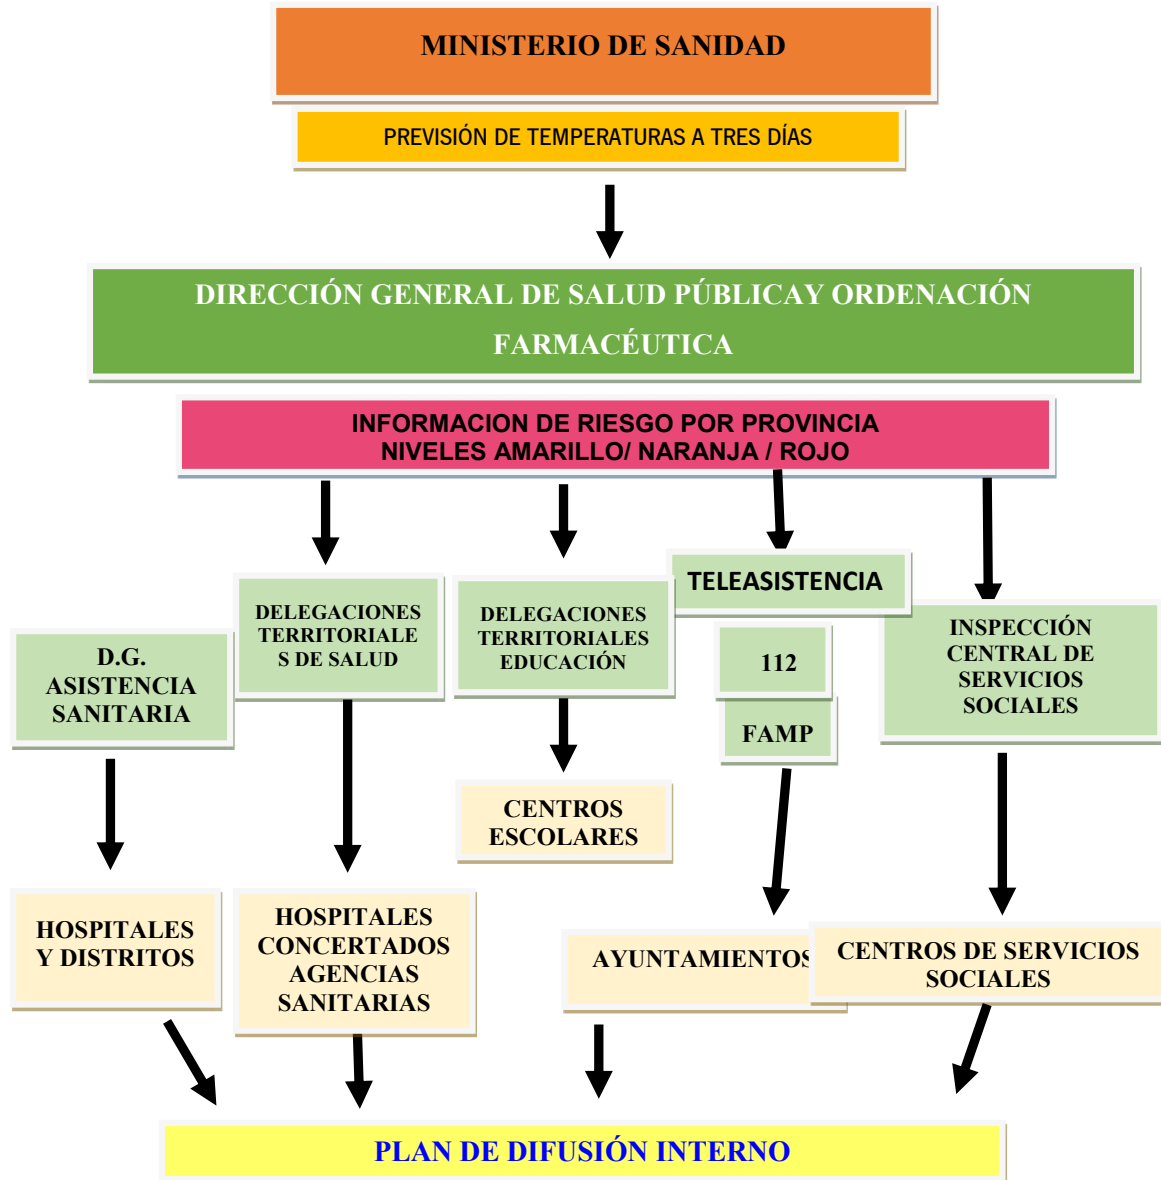 MINISTERIO DE SANIDAD
PREVISIÓN DE TEMPERATURAS A TRES DÍAS
DIRECCIÓN GENERAL DE SALUD PÚBLICAY ORDENACIÓN
FARMACÉUTICA
INFORMACION DE RIESGO POR PROVINCIA
NIVELES AMARILLO/ NARANJA / ROJO
D.G.
ASISTENCIA
SANITARIA
DELEGACIONES
TERRITORIALE
S DE SALUD
DELEGACIONES
TERRITORIALES
EDUCACIÓN
TELEASISTENCIA
112
FAMP
INSPECCIÓN
CENTRAL DE
SERVICIOS
SOCIALES
CENTROS
ESCOLARES
HOSPITALES
Y DISTRITOS
HOSPITALES
CONCERTADOS
AGENCIAS
SANITARIAS
AYUNTAMIENTOS
CENTROS DE SERVICIOS
SOCIALES
PLAN DE DIFUSIÓN INTERNO